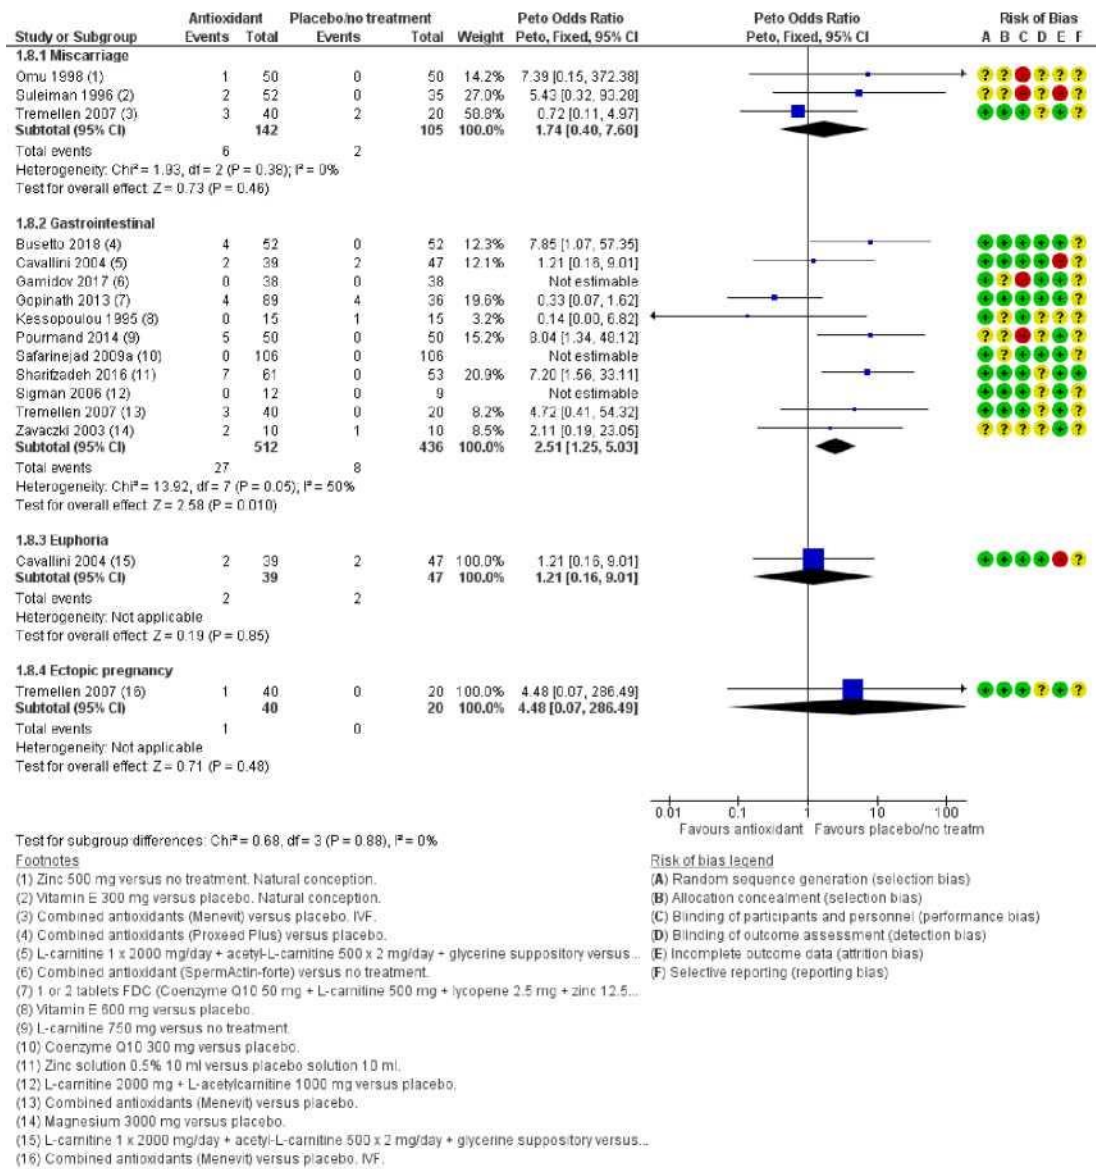 Antioxidant Placebo/no treatment Peto Odds Ratio Peto Odds Ratio Risk of Bias
Study or Subgroup Events Total Events Total Weight Peto, Fixed, 95% CI Peto, Fixed, 95% CI A B C D E F
1.8.1 Miscarriage
Omu 1998 (1) 1 50 0 50 14.2% 7.39 [0.15, 372.38] ? ? ? ? ?
Suleiman 1996 (2) 2 52 0 35 27.0% 5.43 [0.32, 93.28] ? ? + ? ?
Tremellen 2007 (3) 3 40 2 20 58.8% 0.72 [0.11, 4.97] + + + ? + ?
Subtotal (95% CI) 142 105 100.0% 1.74 [0.40, 7.60]
Total events 6 2
Heterogeneity: Chi² = 1.93, df = 2 (P = 0.38); I² = 0%
Test for overall effect: Z = 0.73 (P = 0.46)
1.8.2 Gastrointestinal
Busetto 2018 (4) 4 52 0 52 12.3% 7.85 [1.07, 57.35] + + + + + ?
Cavallini 2004 (5) 2 39 2 47 12.1% 1.21 [0.16, 9.01] + + + + ?
Gamidov 2017 (6) 0 38 0 38 Not estimable + ? + + ?
Gopinath 2013 (7) 4 89 4 36 19.6% 0.33 [0.07, 1.62] + + + + + ?
Kessopoulou 1995 (8) 0 15 1 15 3.2% 0.14 [0.00, 6.82] + ? + ? ? ?
Pourmand 2014 (9) 5 50 0 50 15.2% 8.04 [1.34, 48.12] ? ? ? + ?
Safarinejad 2009a (10) 0 106 0 106 Not estimable + ? + + + ?
Sharifzadeh 2016 (11) 7 61 0 53 20.9% 7.20 [1.56, 33.11] + + + ? + +
Sigman 2006 (12) 0 12 0 9 Not estimable + + + ? + ?
Tremellen 2007 (13) 3 40 0 20 8.2% 4.72 [0.41, 54.32] + + + ? + ?
Zavaczki 2003 (14) 2 10 1 10 8.5% 2.11 [0.19, 23.05] ? ? ? ? + ?
Subtotal (95% CI) 512 436 100.0% 2.51 [1.25, 5.03]
Total events 27 8
Heterogeneity: Chi² = 13.92, df = 7 (P = 0.05); I² = 50%
Test for overall effect: Z = 2.58 (P = 0.010)
1.8.3 Euphoria
Cavallini 2004 (15) 2 39 2 47 100.0% 1.21 [0.16, 9.01] + + + + ?
Subtotal (95% CI) 39 47 100.0% 1.21 [0.16, 9.01]
Total events 2 2
Heterogeneity: Not applicable
Test for overall effect: Z = 0.19 (P = 0.85)
1.8.4 Ectopic pregnancy
Tremellen 2007 (16) 1 40 0 20 100.0% 4.48 [0.07, 286.49] + + + ? + ?
Subtotal (95% CI) 40 20 100.0% 4.48 [0.07, 286.49]
Total events 1 0
Heterogeneity: Not applicable
Test for overall effect: Z = 0.71 (P = 0.48)
0.01 0.1 1 10 100
Favours antioxidant Favours placebo/no treatm
Test for subgroup differences: Chi² = 0.68, df = 3 (P = 0.88), I² = 0%
Footnotes
(1) Zinc 500 mg versus no treatment. Natural conception.
(2) Vitamin E 300 mg versus placebo. Natural conception.
(3) Combined antioxidants (Menevit) versus placebo. IVF.
(4) Combined antioxidants (Proxeed Plus) versus placebo.
(5) L-carnitine 1 x 2000 mg/day + acetyl-L-carnitine 500 x 2 mg/day + glycerine suppository versus...
(6) Combined antioxidant (SpermActin-forte) versus no treatment.
(7) 1 or 2 tablets FDC (Coenzyme Q10 50 mg + L-carnitine 500 mg + lycopene 2.5 mg + zinc 12.5...
(8) Vitamin E 600 mg versus placebo.
(9) L-carnitine 750 mg versus no treatment.
(10) Coenzyme Q10 300 mg versus placebo.
(11) Zinc solution 0.5% 10 ml versus placebo solution 10 ml.
(12) L-carnitine 2000 mg + L-acetylcarnitine 1000 mg versus placebo.
(13) Combined antioxidants (Menevit) versus placebo.
(14) Magnesium 3000 mg versus placebo.
(15) L-carnitine 1 x 2000 mg/day + acetyl-L-carnitine 500 x 2 mg/day + glycerine suppository versus...
(16) Combined antioxidants (Menevit) versus placebo. IVF.
Risk of bias legend
(A) Random sequence generation (selection bias)
(B) Allocation concealment (selection bias)
(C) Blinding of participants and personnel (performance bias)
(D) Blinding of outcome assessment (detection bias)
(E) Incomplete outcome data (attrition bias)
(F) Selective reporting (reporting bias)